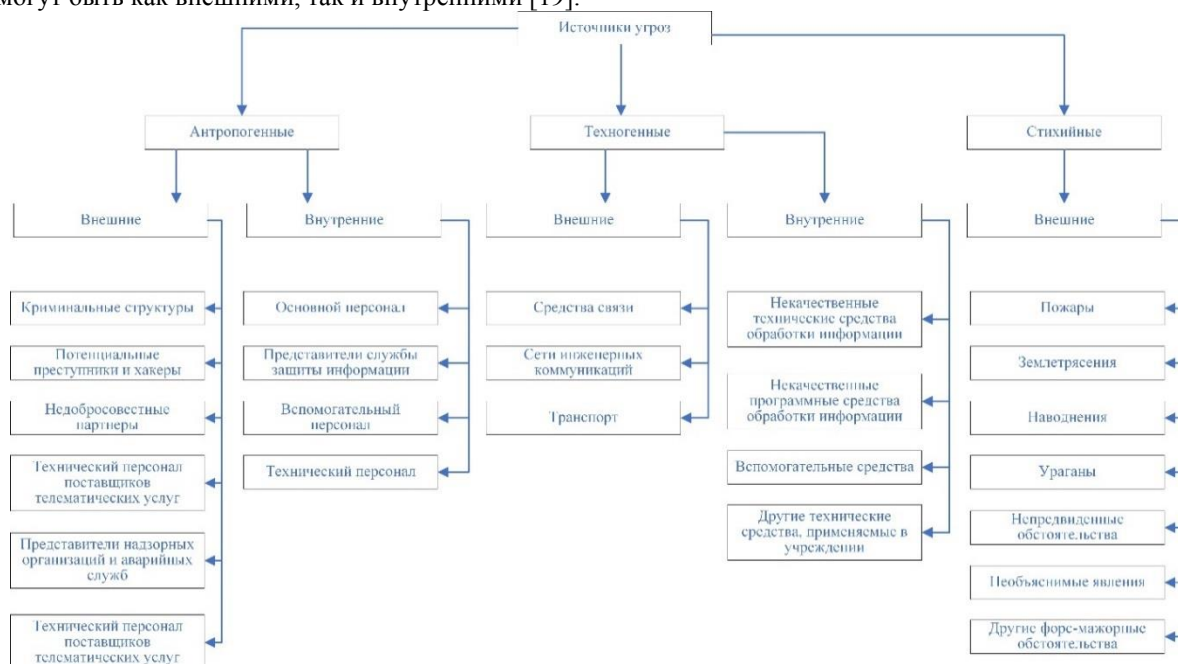 могут быть как внешними, так и внутренними [19].
Источники угроз
Антропогенные
Техногенные
Стихийные
Внешние
Внутренние
Внешние
Внутренние
Внешние
Криминальные структуры
Потенциальные
преступники и хакеры
Недобросовестные
партнеры
Технический персонал
поставщиков
телематических услуг
Представители надзорных
организаций и аварийных
служб
Технический персонал
поставщиков
телематических услуг
Основной персонал
Представители службы
защиты информации
Вспомогательный
персонал
Технический персонал
Средства связи
Сети инженерных
коммуникаций
Транспорт
Некачественные
технические средства
обработки информации
Некачественные
программные средства
обработки информации
Вспомогательные средства
Другие технические
средства, применяемые в
учреждении
Пожары
Землетрясения
Наводнения
Ураганы
Непредвиденные
обстоятельства
Необъяснимые явления
Другие форс-мажорные
обстоятельства